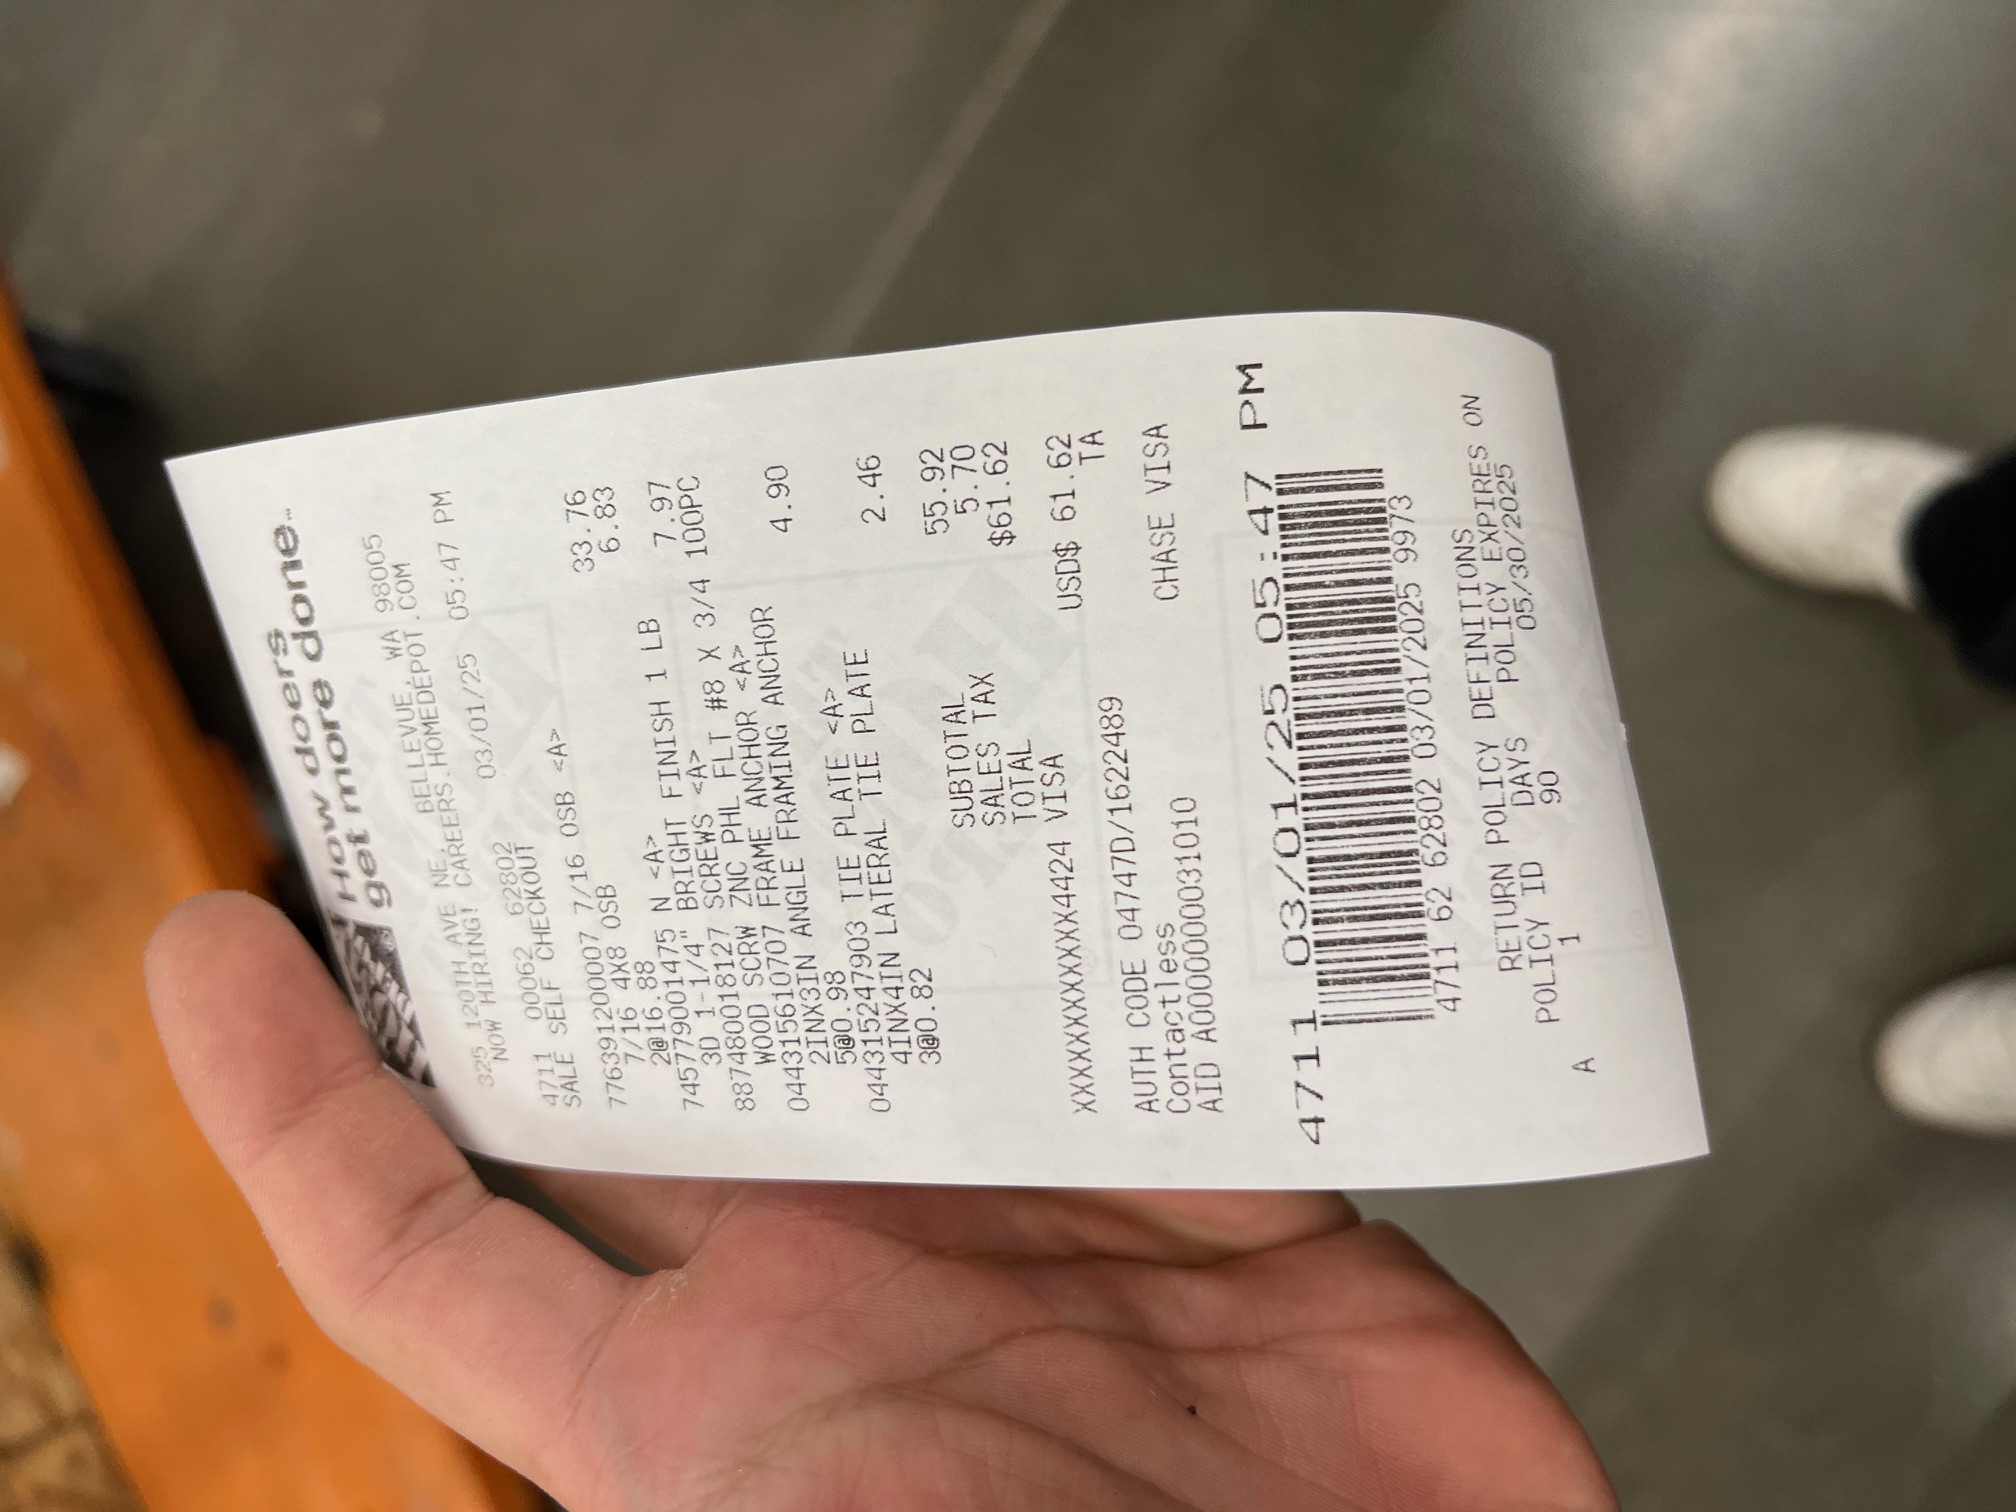 How doers
get more done™
325 120TH AVE NE, BELLEVUE, WA 98005
NOW HIRING! CAREERS.HOMEDEPOT.COM
4711 00062 62802 03/01/25 05:47 PM
SALE SELF CHECKOUT
776391200007 7/16 OSB <A>
7/16 4X8 OSB
2@16.88 33.76
745779001475 N <A> 6.83
3D 1-1/4" BRIGHT FINISH 1 LB
887480018127 SCREWS <A> 7.97
WOOD SCRW ZNC PHL FLT #8 X 3/4 100PC
044315610707 FRAME ANCHOR <A>
2INX3IN ANGLE FRAMING ANCHOR
5@0.98 4.90
044315247903 TIE PLATE <A>
4INX4IN LATERAL TIE PLATE
3@0.82 2.46
SUBTOTAL 55.92
SALES TAX 5.70
TOTAL $61.62
XXXXXXXXXXXX4424 VISA
USD$ 61.62
AUTH CODE 04747D/1622489 TA
Contactless
AID A0000000031010 CHASE VISA
4711 03/01/25 05:47 PM
4711 62 62802 03/01/2025 9973
RETURN POLICY DEFINITIONS
POLICY ID DAYS POLICY EXPIRES ON
A 1 90 05/30/2025